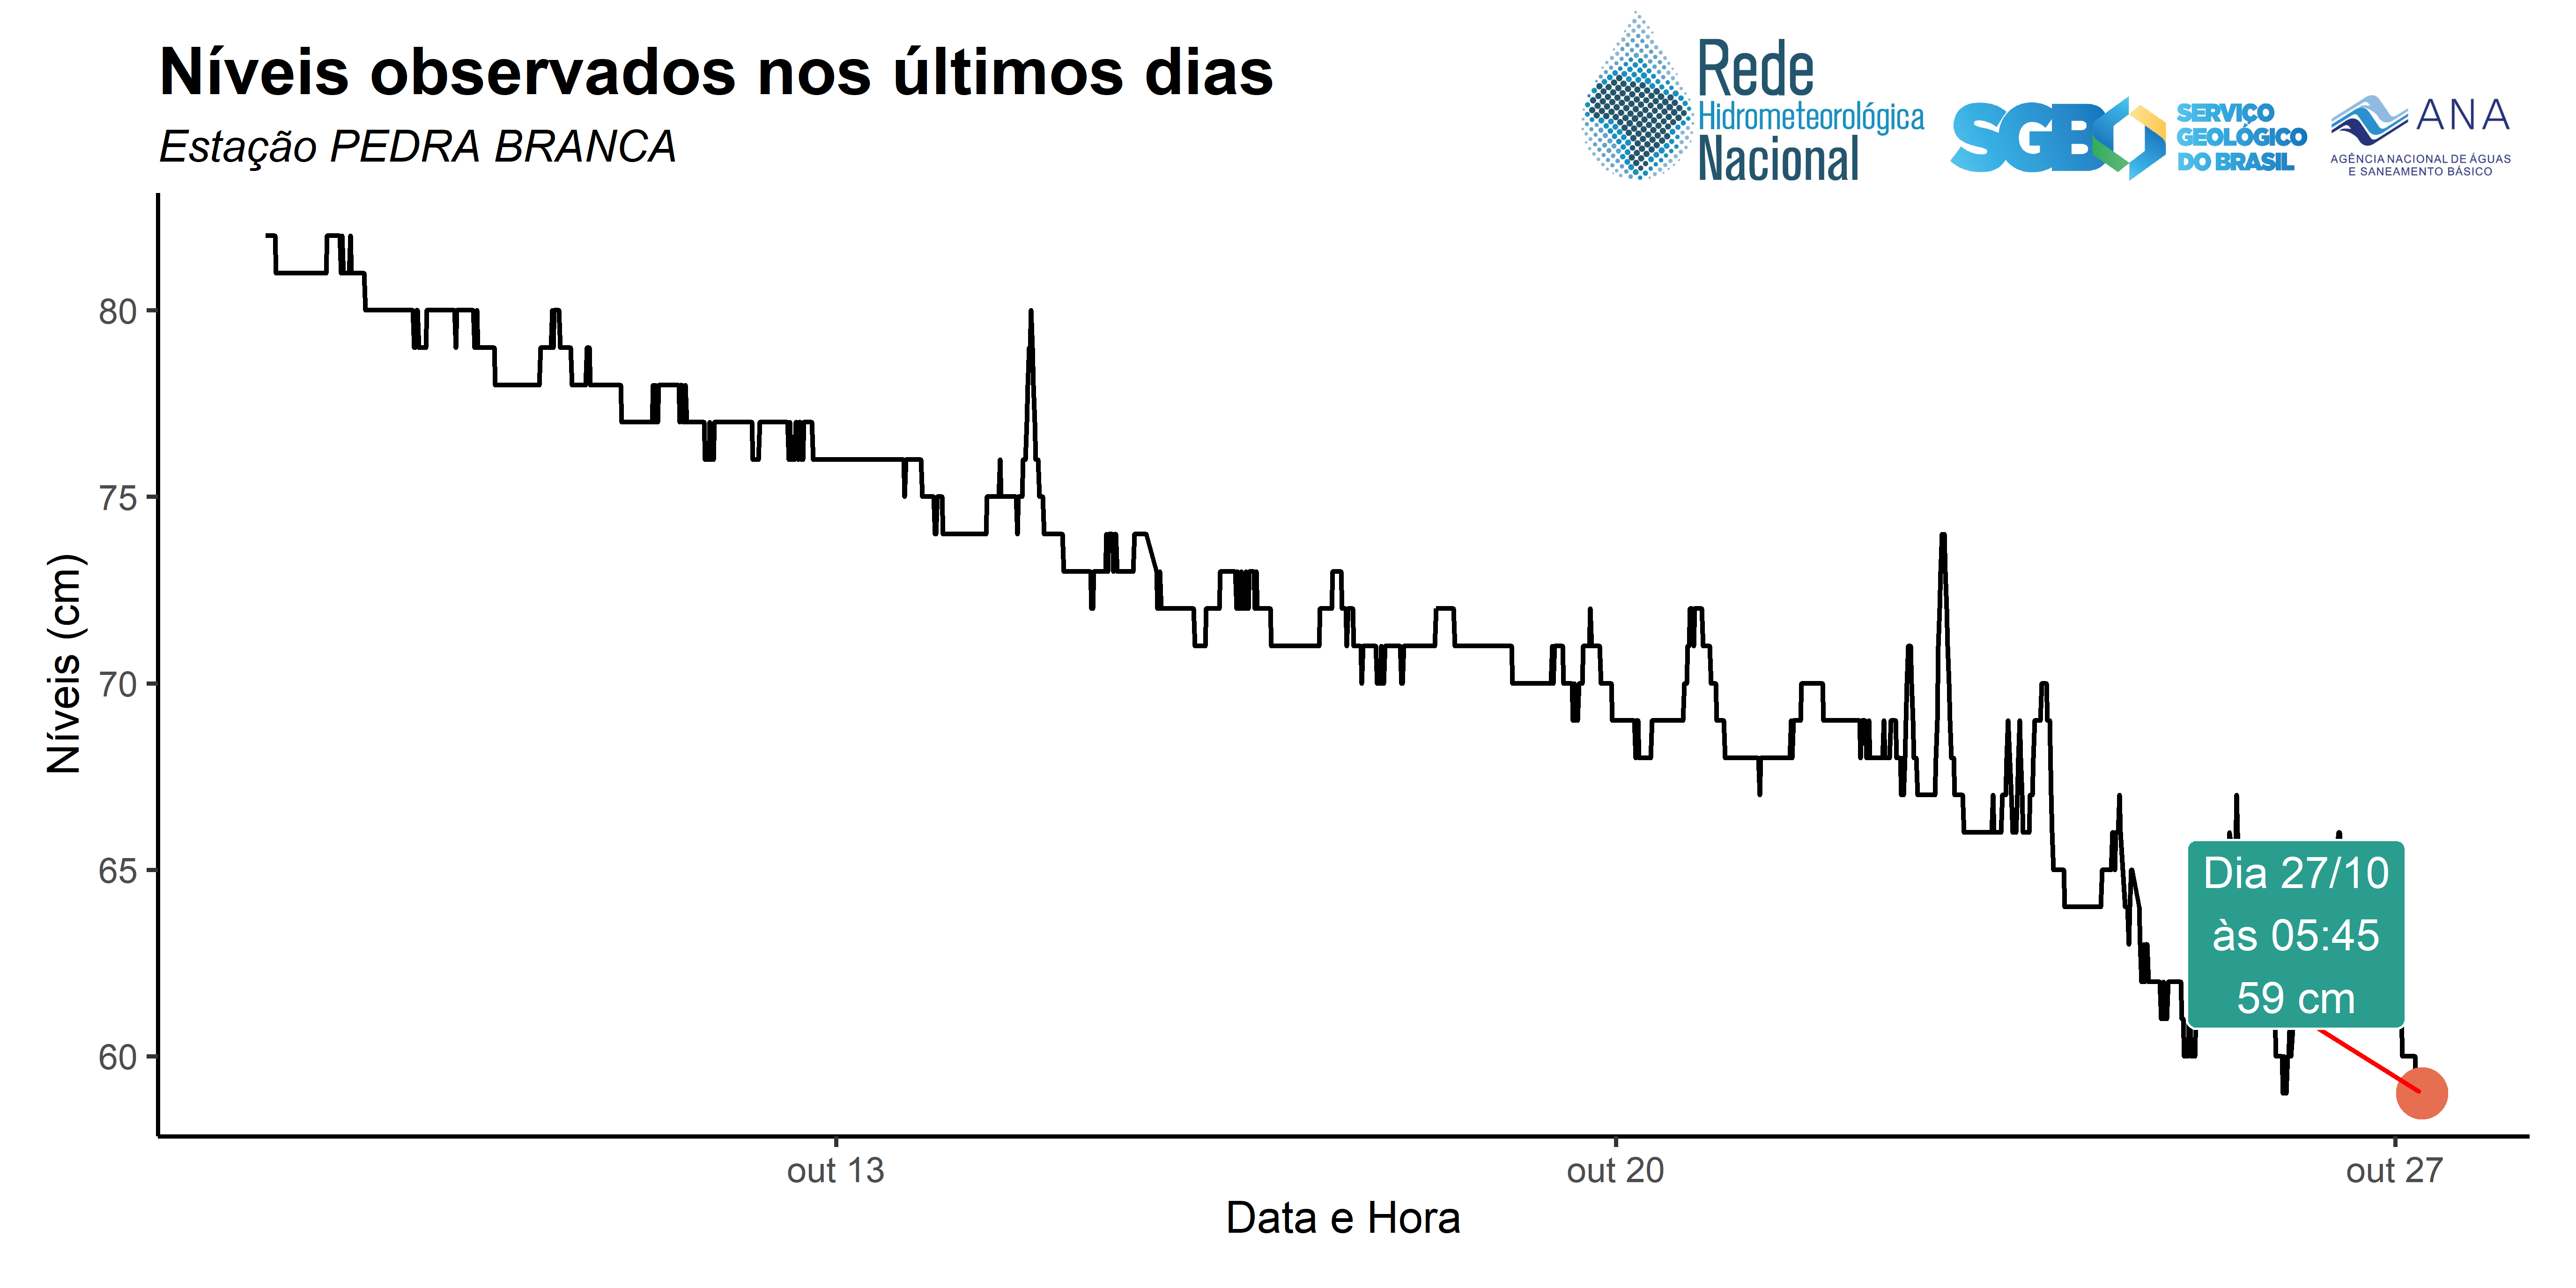 Níveis observados nos últimos dias
Estação PEDRA BRANCA
Rede
Hidrometeorológica
Nacional
SGB
SERVIÇO
GEOLÓGICO
DO BRASIL
ANA
AGÊNCIA NACIONAL DE ÁGUAS
E SANEAMENTO BÁSICO
Níveis (cm)
80
75
70
65
60
Dia 27/10
às 05:45
59 cm
out 13
out 20
out 27
Data e Hora